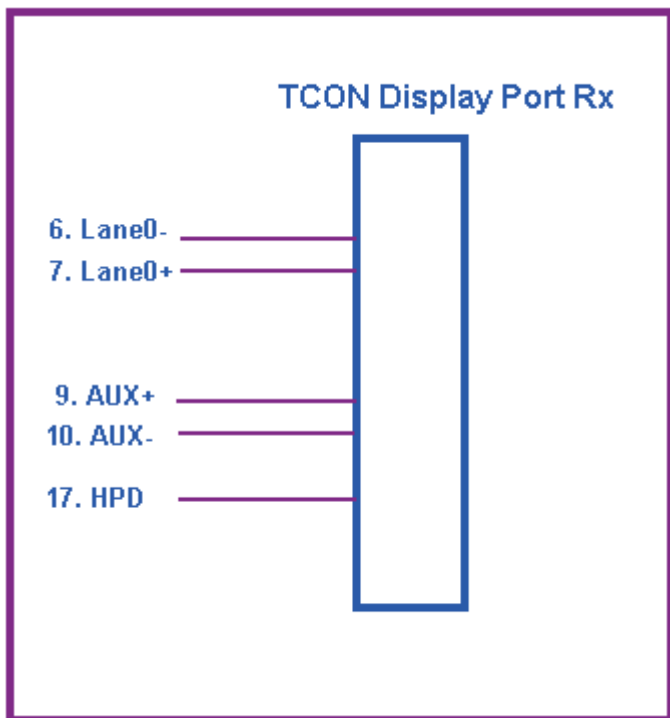 TCON Display Port Rx
6. Lane0-
7. Lane0+
9. AUX+
10. AUX-
17. HPD